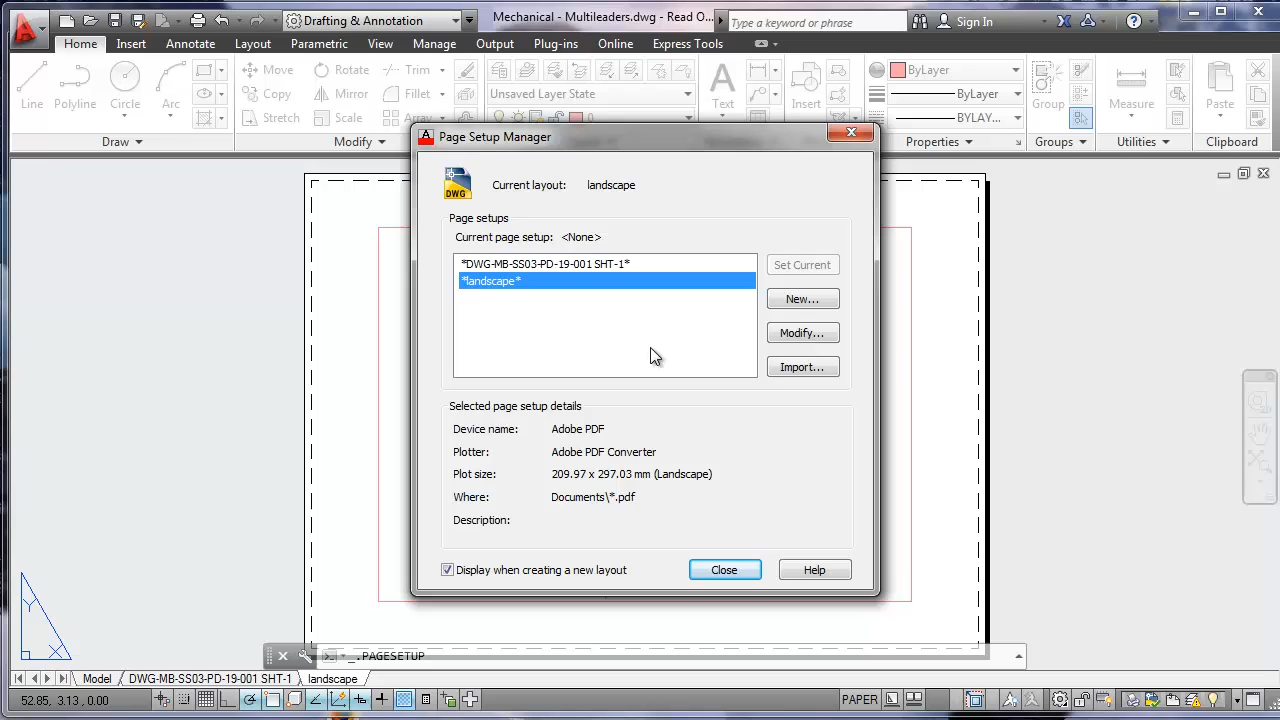 Drafting & Annotation
Mechanical - Multileaders.dwg - Read O...
Type a keyword or phrase
Sign In
Home Insert Annotate Layout Parametric View Manage Output Plug-ins Online Express Tools
Move Rotate Trim
Unsaved Layer State
ByLayer
Copy Mirror Fillet
ByLayer
Line Polyline Circle Arc
Text Insert Group Measure Paste
Stretch Scale
0
BYLAY...
Draw Modify Properties Groups Utilities Clipboard
Page Setup Manager
DWG
Current layout: landscape
Page setups
Current page setup: <None>
*DWG-MB-SS03-PD-19-001 SHT-1*
*landscape*
Set Current
New...
Modify...
Import...
Selected page setup details
Device name: Adobe PDF
Plotter: Adobe PDF Converter
Plot size: 209.97 x 297.03 mm (Landscape)
Where: Documents\*.pdf
Description:
Display when creating a new layout
Close
Help
Y
X
_.PAGESETUP
Model DWG-MB-SS03-PD-19-001 SHT-1 landscape
52.85, 3.13, 0.00
PAPER